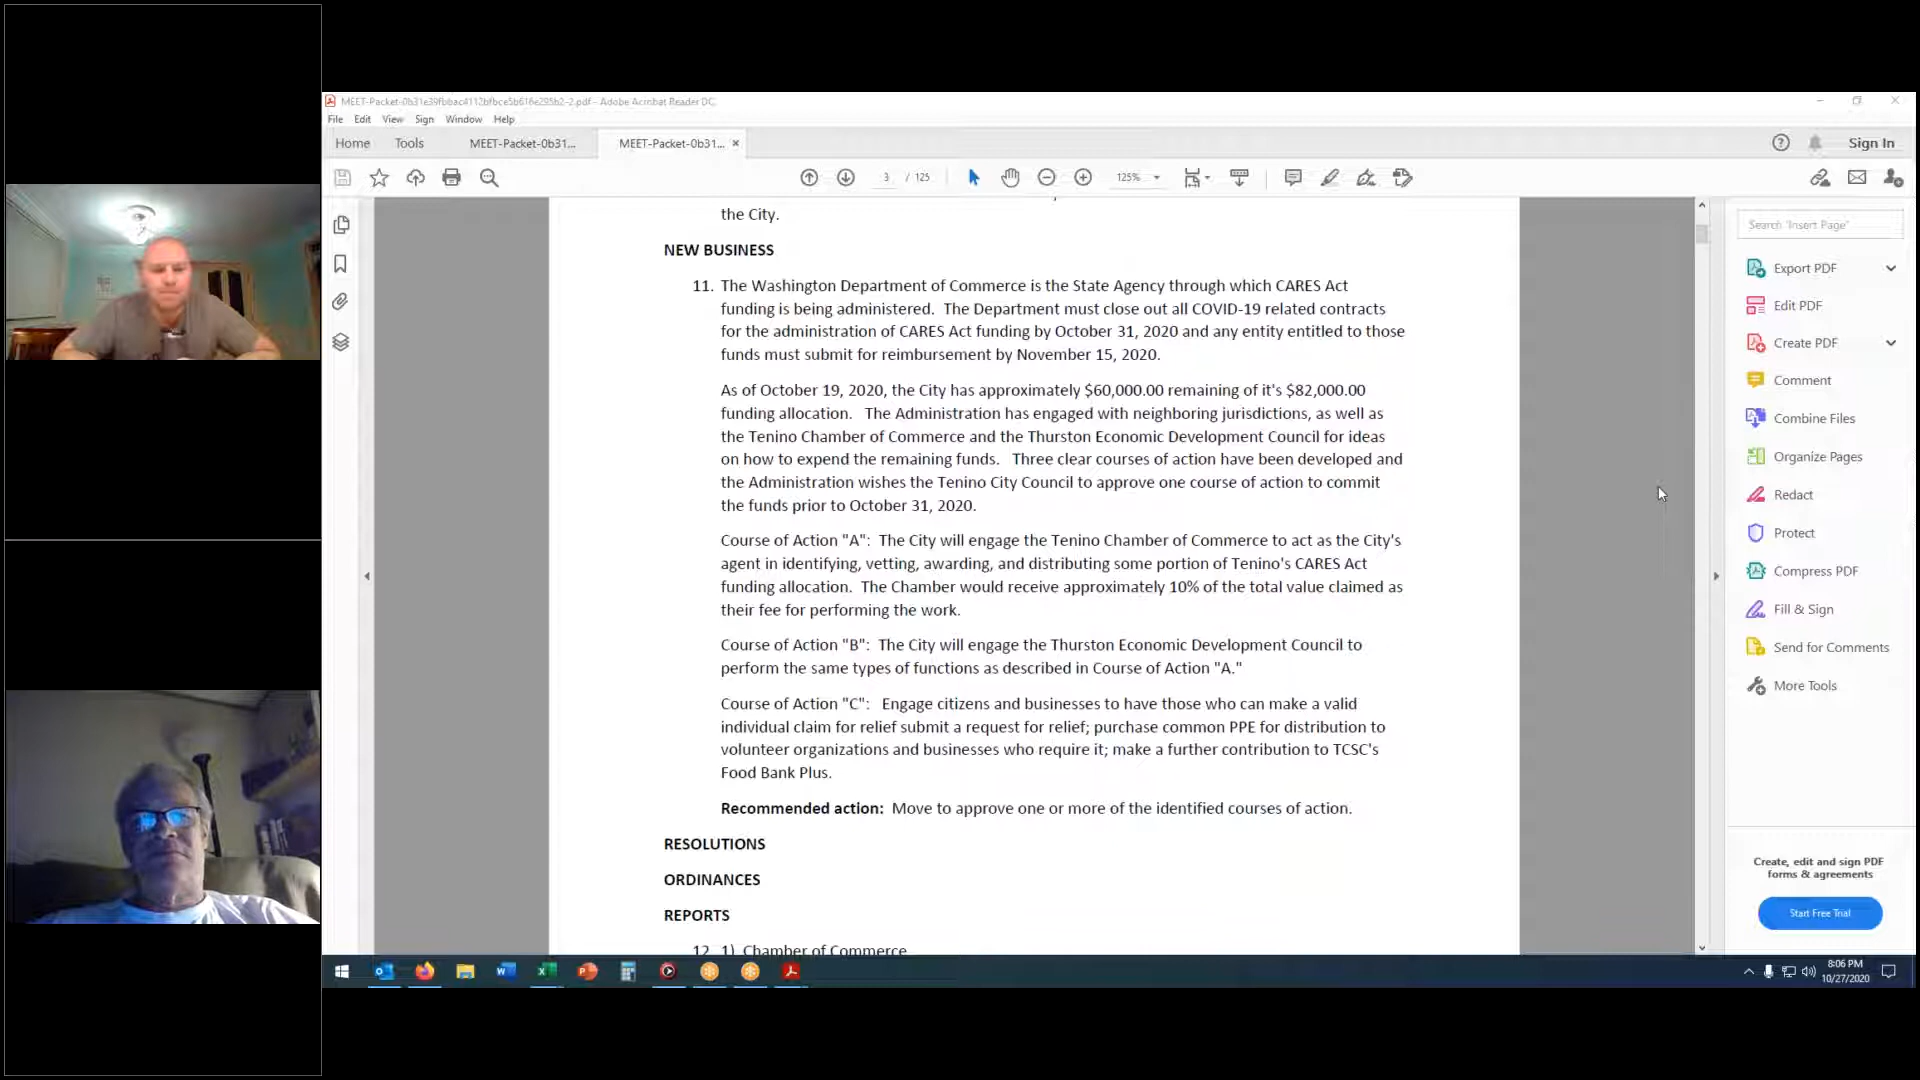 MEET-Packet-0b31e39fbbac4112bfbce5b616e295b2-2.pdf - Adobe Acrobat Reader DC
File Edit View Sign Window Help
Home Tools MEET-Packet-0b31... MEET-Packet-0b31... × Sign In
3 / 125 125%
the City.
NEW BUSINESS
11. The Washington Department of Commerce is the State Agency through which CARES Act
funding is being administered. The Department must close out all COVID-19 related contracts
for the administration of CARES Act funding by October 31, 2020 and any entity entitled to those
funds must submit for reimbursement by November 15, 2020.
As of October 19, 2020, the City has approximately $60,000.00 remaining of it's $82,000.00
funding allocation. The Administration has engaged with neighboring jurisdictions, as well as
the Tenino Chamber of Commerce and the Thurston Economic Development Council for ideas
on how to expend the remaining funds. Three clear courses of action have been developed and
the Administration wishes the Tenino City Council to approve one course of action to commit
the funds prior to October 31, 2020.
Course of Action "A": The City will engage the Tenino Chamber of Commerce to act as the City's
agent in identifying, vetting, awarding, and distributing some portion of Tenino's CARES Act
funding allocation. The Chamber would receive approximately 10% of the total value claimed as
their fee for performing the work.
Course of Action "B": The City will engage the Thurston Economic Development Council to
perform the same types of functions as described in Course of Action "A."
Course of Action "C": Engage citizens and businesses to have those who can make a valid
individual claim for relief submit a request for relief; purchase common PPE for distribution to
volunteer organizations and businesses who require it; make a further contribution to TCSC's
Food Bank Plus.
Recommended action: Move to approve one or more of the identified courses of action.
RESOLUTIONS
ORDINANCES
REPORTS
12. 1) Chamber of Commerce
Search "Insert Page"
Export PDF
Edit PDF
Create PDF
Comment
Combine Files
Organize Pages
Redact
Protect
Compress PDF
Fill & Sign
Send for Comments
More Tools
Create, edit and sign PDF
forms & agreements
Start Free Trial
8:06 PM
10/27/2020